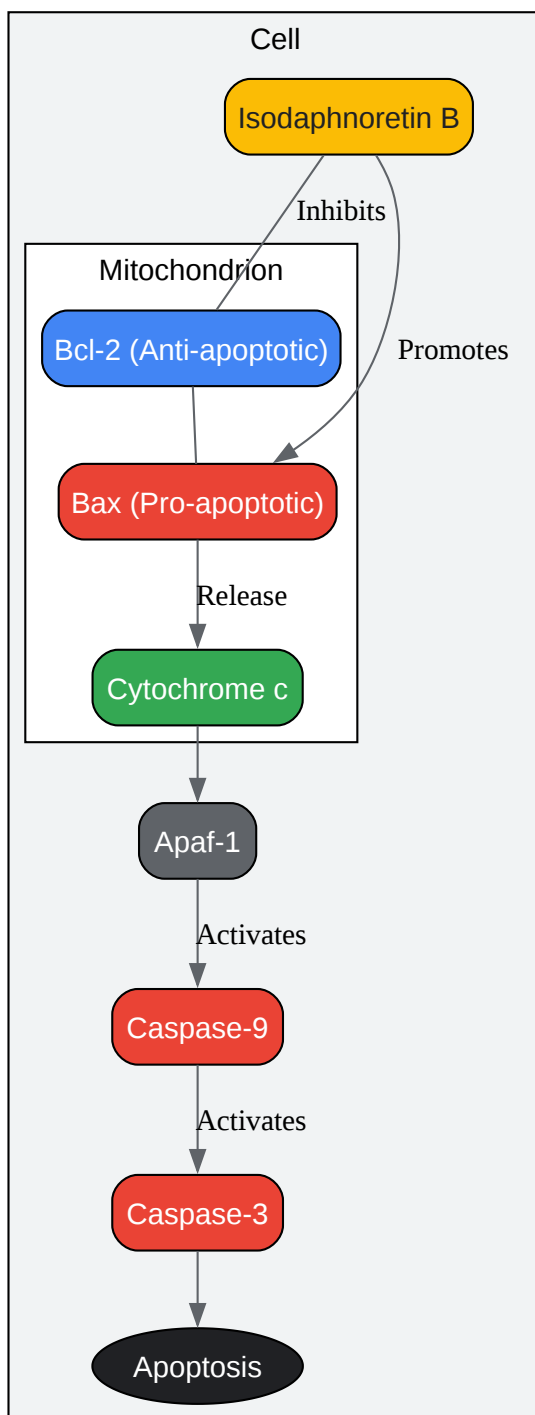 Cell
Isodaphnoretin B
Inhibits
Mitochondrion
Bcl-2 (Anti-apoptotic)
Promotes
Bax (Pro-apoptotic)
Release
Cytochrome c
Apaf-1
Activates
Caspase-9
Activates
Caspase-3
Apoptosis